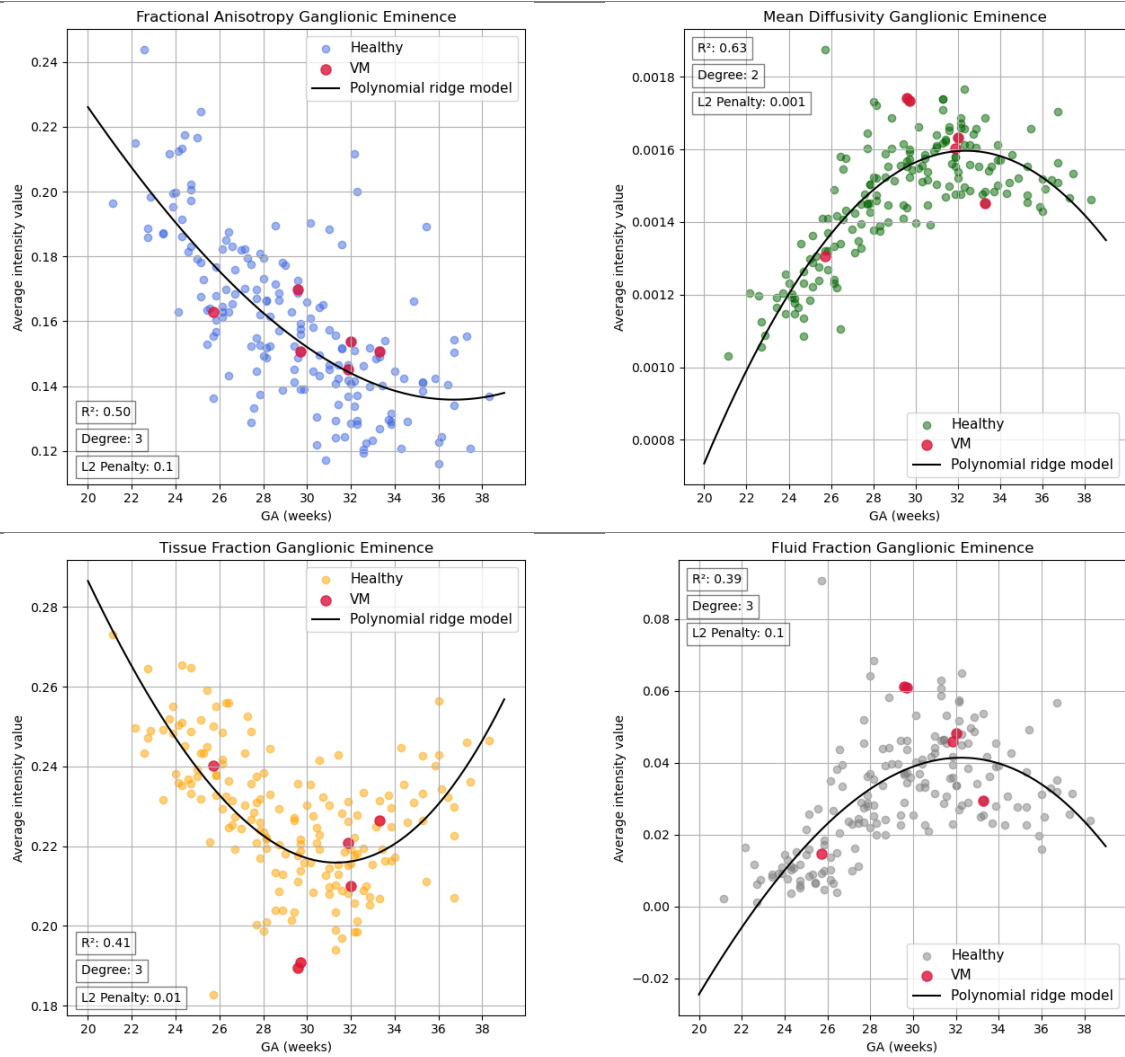 Fractional Anisotropy Ganglionic Eminence
Average intensity value
0.24
0.22
0.20
0.18
0.16
0.14
0.12
Healthy
VM
Polynomial ridge model
R²: 0.50
Degree: 3
L2 Penalty: 0.1
20 22 24 26 28 30 32 34 36 38
GA (weeks)
Mean Diffusivity Ganglionic Eminence
Average intensity value
0.0018
0.0016
0.0014
0.0012
0.0010
0.0008
R²: 0.63
Degree: 2
L2 Penalty: 0.001
Healthy
VM
Polynomial ridge model
20 22 24 26 28 30 32 34 36 38
GA (weeks)
Tissue Fraction Ganglionic Eminence
Average intensity value
0.28
0.26
0.24
0.22
0.20
0.18
Healthy
VM
Polynomial ridge model
R²: 0.41
Degree: 3
L2 Penalty: 0.01
20 22 24 26 28 30 32 34 36 38
GA (weeks)
Fluid Fraction Ganglionic Eminence
Average intensity value
0.08
0.06
0.04
0.02
0.00
−0.02
R²: 0.39
Degree: 3
L2 Penalty: 0.1
Healthy
VM
Polynomial ridge model
20 22 24 26 28 30 32 34 36 38
GA (weeks)